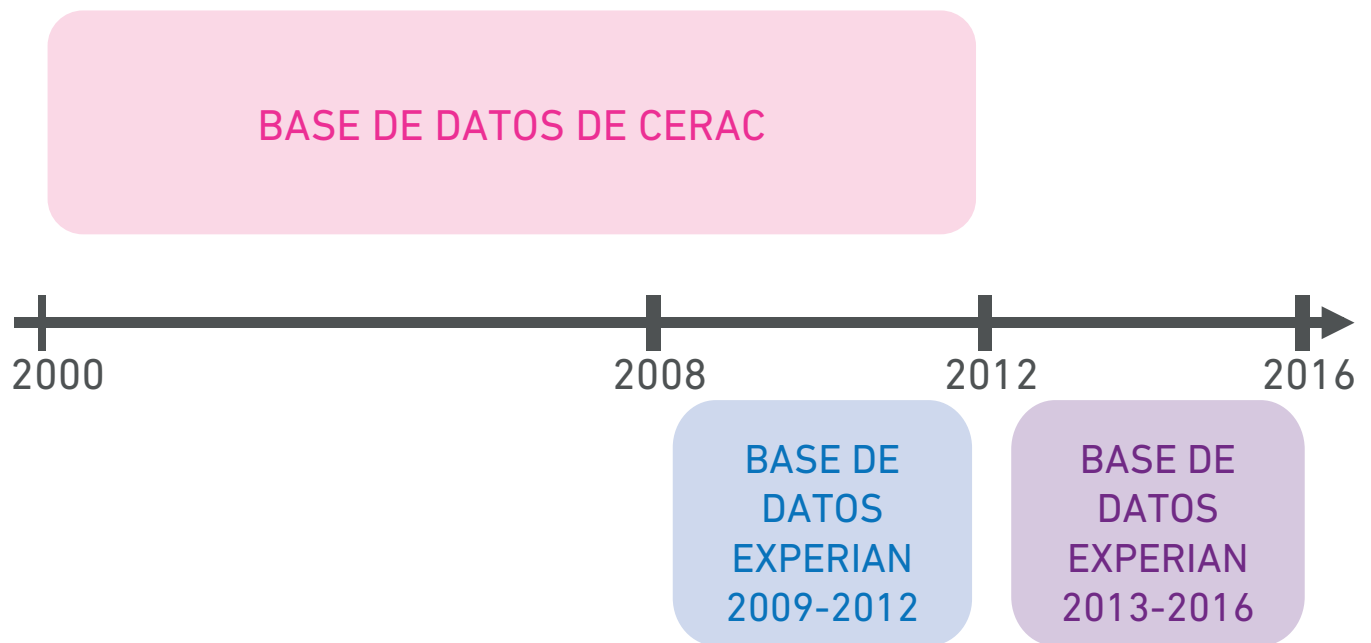 BASE DE DATOS DE CERAC
2000
2008
2012
2016
BASE DE
DATOS
EXPERIAN
2009-2012
BASE DE
DATOS
EXPERIAN
2013-2016